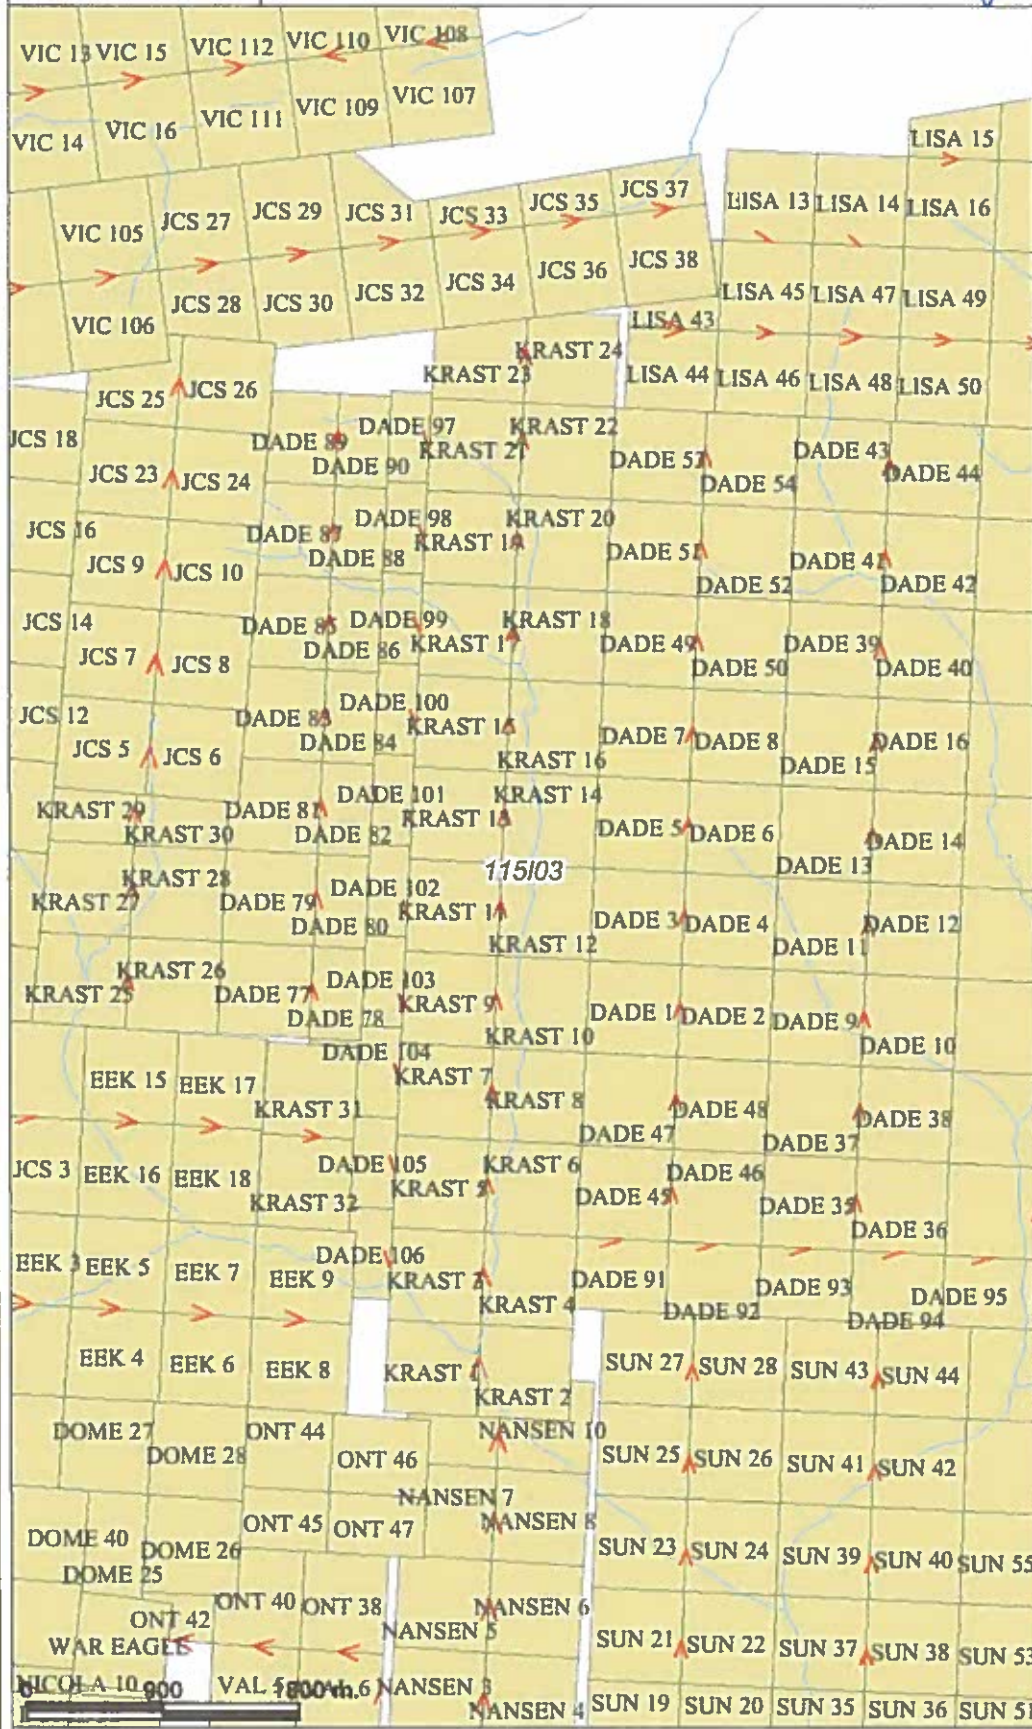 VIC 13 VIC 15 VIC 112 VIC 110 VIC 108
VIC 14 VIC 16 VIC 111 VIC 109 VIC 107
LISA 15
VIC 105 JCS 27 JCS 29 JCS 31 JCS 33 JCS 35 JCS 37
LISA 13 LISA 14 LISA 16
VIC 106 JCS 28 JCS 30 JCS 32 JCS 34 JCS 36 JCS 38
LISA 45 LISA 47 LISA 49
LISA 43
KRAST 23 KRAST 24
LISA 44 LISA 46 LISA 48 LISA 50
JCS 25 JCS 26
JCS 18 DADE 89 DADE 97 KRAST 21 KRAST 22
DADE 90 DADE 53 DADE 54 DADE 43 DADE 44
JCS 23 JCS 24
JCS 16 DADE 87 DADE 98 KRAST 19 KRAST 20
DADE 88 DADE 51 DADE 52 DADE 41 DADE 42
JCS 9 JCS 10
JCS 14 DADE 85 DADE 99 KRAST 17 KRAST 18
DADE 86 DADE 49 DADE 50 DADE 39 DADE 40
JCS 7 JCS 8
JCS 12 DADE 83 DADE 100 KRAST 15
DADE 84 KRAST 16 DADE 7 DADE 8 DADE 15 DADE 16
JCS 5 JCS 6
KRAST 29 KRAST 30 DADE 81 DADE 101 KRAST 13 KRAST 14
DADE 82 DADE 5 DADE 6 DADE 13 DADE 14
115I03
KRAST 27 KRAST 28 DADE 79 DADE 102 KRAST 11
DADE 80 KRAST 12 DADE 3 DADE 4 DADE 11 DADE 12
KRAST 25 KRAST 26 DADE 77 DADE 103 KRAST 9
DADE 78 KRAST 10 DADE 1 DADE 2 DADE 9 DADE 10
DADE 104 KRAST 7 KRAST 8
EEK 15 EEK 17 KRAST 31 DADE 47 DADE 48 DADE 37 DADE 38
JCS 3 EEK 16 EEK 18 KRAST 32 DADE 105 KRAST 5 KRAST 6
DADE 45 DADE 46 DADE 35 DADE 36
EEK 3 EEK 5 EEK 7 EEK 9 DADE 106 KRAST 3 KRAST 4
DADE 91 DADE 92 DADE 93 DADE 94 DADE 95
EEK 4 EEK 6 EEK 8 KRAST 1 KRAST 2 SUN 27 SUN 28 SUN 43 SUN 44
DOME 27 DOME 28 ONT 44 ONT 46 NANSEN 10 SUN 25 SUN 26 SUN 41 SUN 42
NANSEN 7 NANSEN 8
DOME 40 DOME 26 ONT 45 ONT 47 SUN 23 SUN 24 SUN 39 SUN 40 SUN 55
DOME 25
ONT 42 ONT 40 ONT 38 NANSEN 5 NANSEN 6
WAR EAGLE SUN 21 SUN 22 SUN 37 SUN 38 SUN 53
NICOLA 10 VAL 5 NANSEN 3 NANSEN 4 SUN 19 SUN 20 SUN 35 SUN 36 SUN 51
0 900 1800 m.